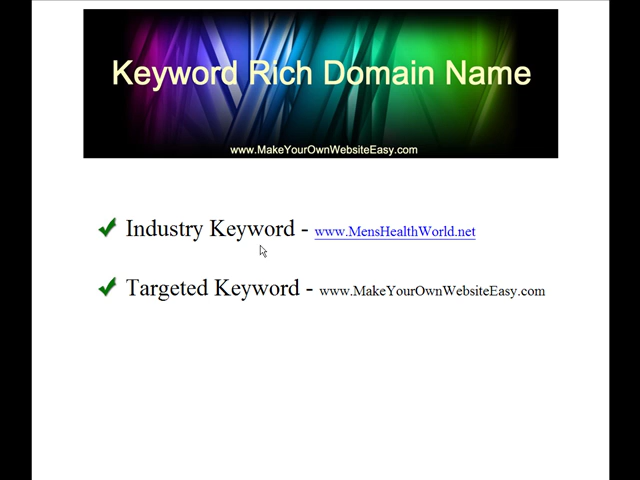 Keyword Rich Domain Name
www.MakeYourOwnWebsiteEasy.com
Industry Keyword - www.MensHealthWorld.net
Targeted Keyword - www.MakeYourOwnWebsiteEasy.com